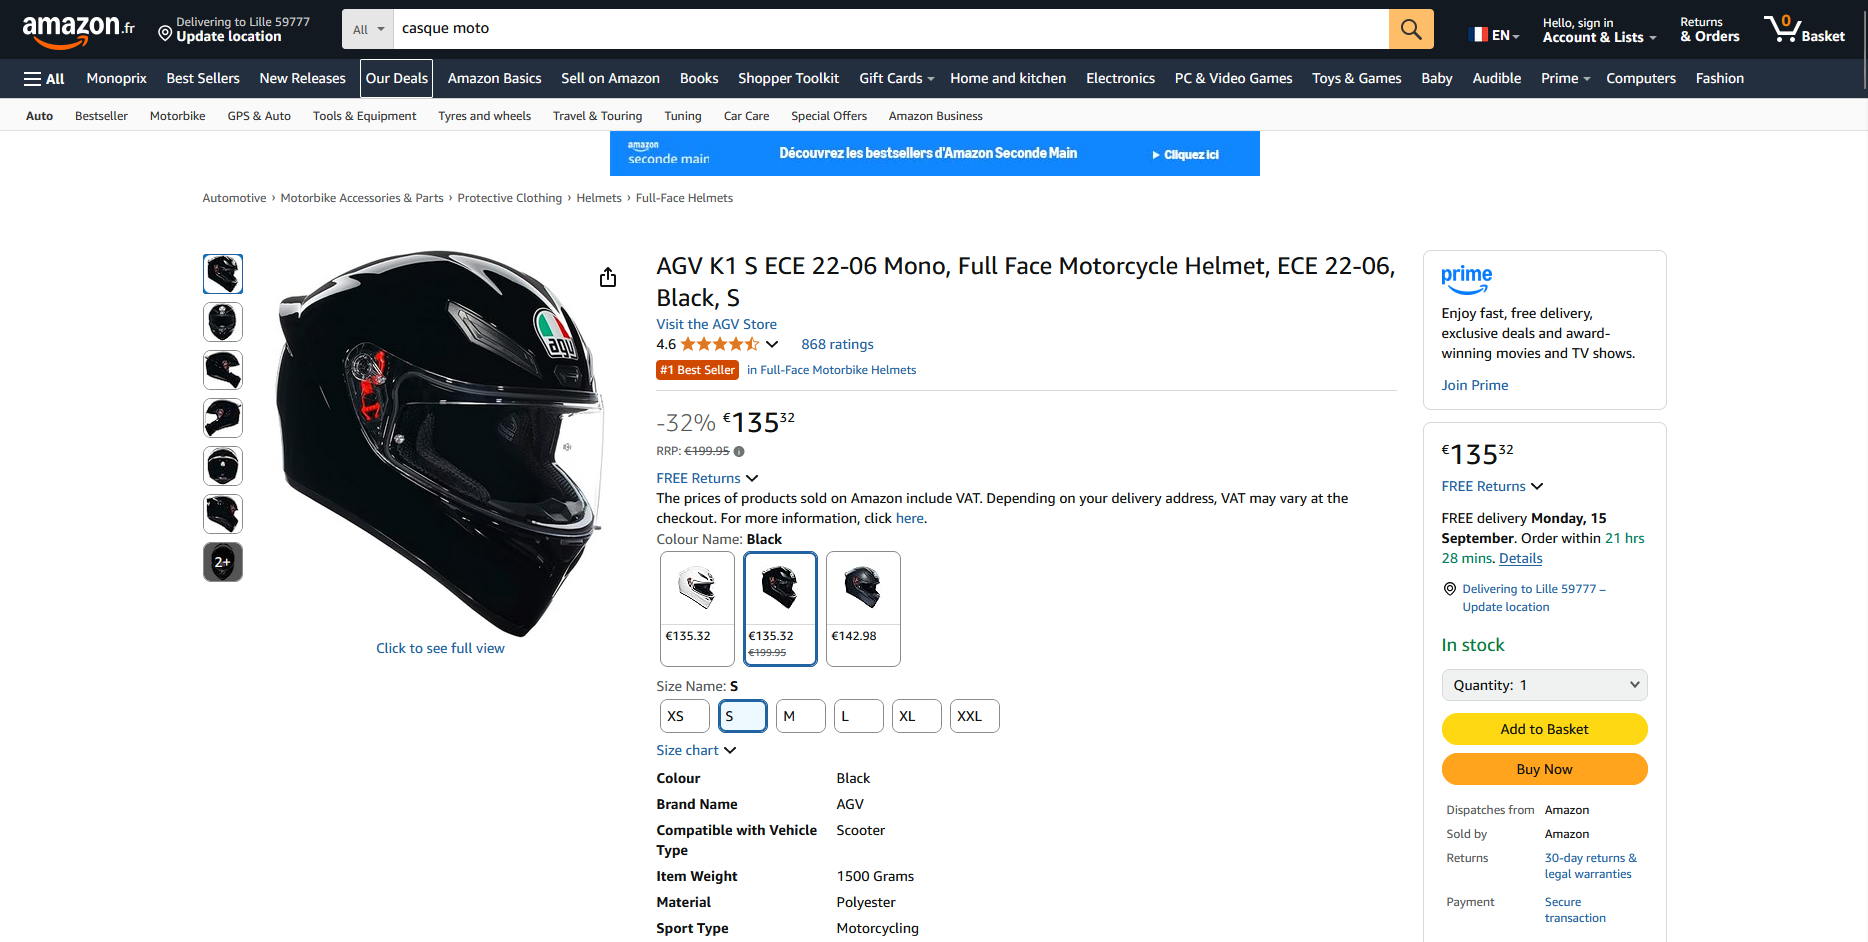 amazon.fr
Delivering to Lille 59777
Update location
All
casque moto
EN
Hello, sign in
Account & Lists
Returns
& Orders
0
Basket
All
Monoprix
Best Sellers
New Releases
Our Deals
Amazon Basics
Sell on Amazon
Books
Shopper Toolkit
Gift Cards
Home and kitchen
Electronics
PC & Video Games
Toys & Games
Baby
Audible
Prime
Computers
Fashion
Auto
Bestseller
Motorbike
GPS & Auto
Tools & Equipment
Tyres and wheels
Travel & Touring
Tuning
Car Care
Special Offers
Amazon Business
amazon
seconde main
Découvrez les bestsellers d'Amazon Seconde Main
Cliquez ici
Automotive › Motorbike Accessories & Parts › Protective Clothing › Helmets › Full-Face Helmets
2+
agv
Click to see full view
AGV K1 S ECE 22-06 Mono, Full Face Motorcycle Helmet, ECE 22-06,
Black, S
Visit the AGV Store
4.6
868 ratings
#1 Best Seller
in Full-Face Motorbike Helmets
-32% €135 32
RRP: €199.95
FREE Returns
The prices of products sold on Amazon include VAT. Depending on your delivery address, VAT may vary at the
checkout. For more information, click here.
Colour Name: Black
€135.32
€135.32
€199.95
€142.98
Size Name: S
XS
S
M
L
XL
XXL
Size chart
Colour Black
Brand Name AGV
Compatible with Vehicle Scooter
Type
Item Weight 1500 Grams
Material Polyester
Sport Type Motorcycling
prime
Enjoy fast, free delivery,
exclusive deals and award-
winning movies and TV shows.
Join Prime
€135 32
FREE Returns
FREE delivery Monday, 15
September. Order within 21 hrs
28 mins. Details
Delivering to Lille 59777 –
Update location
In stock
Quantity: 1
Add to Basket
Buy Now
Dispatches from Amazon
Sold by Amazon
Returns 30-day returns &
legal warranties
Payment Secure
transaction